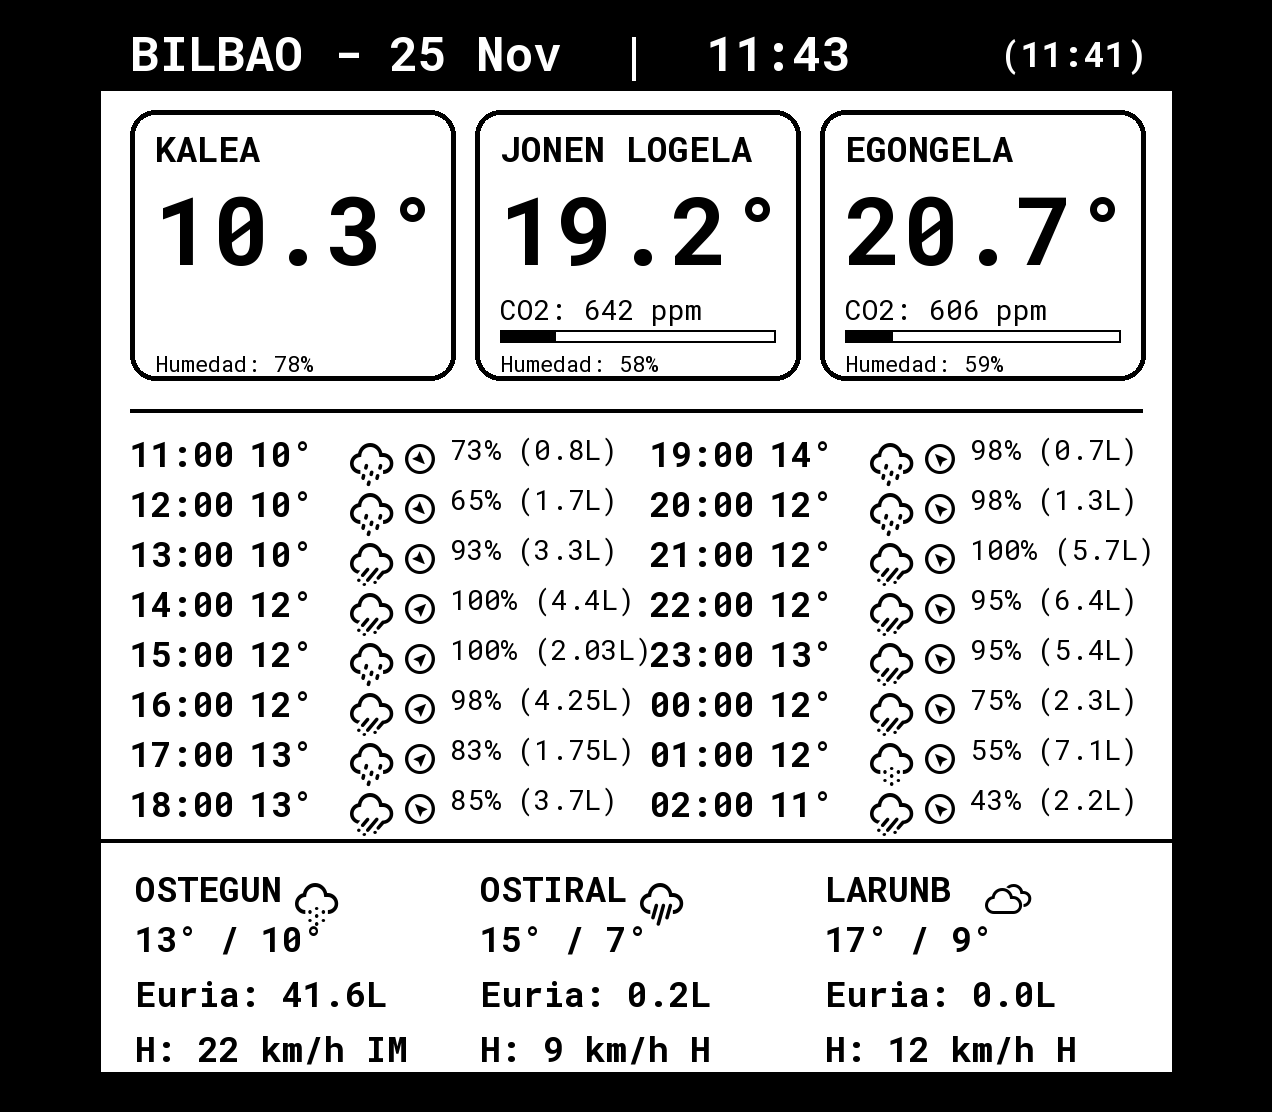 BILBAO - 25 Nov | 11:43 (11:41)
KALEA
10.3°
Humedad: 78%
JONEN LOGELA
19.2°
CO2: 642 ppm
Humedad: 58%
EGONGELA
20.7°
CO2: 606 ppm
Humedad: 59%
11:00 10° 73% (0.8L)
12:00 10° 65% (1.7L)
13:00 10° 93% (3.3L)
14:00 12° 100% (4.4L)
15:00 12° 100% (2.03L)
16:00 12° 98% (4.25L)
17:00 13° 83% (1.75L)
18:00 13° 85% (3.7L)
19:00 14° 98% (0.7L)
20:00 12° 98% (1.3L)
21:00 12° 100% (5.7L)
22:00 12° 95% (6.4L)
23:00 13° 95% (5.4L)
00:00 12° 75% (2.3L)
01:00 12° 55% (7.1L)
02:00 11° 43% (2.2L)
OSTEGUN
13° / 10°
Euria: 41.6L
H: 22 km/h IM
OSTIRAL
15° / 7°
Euria: 0.2L
H: 9 km/h H
LARUNB
17° / 9°
Euria: 0.0L
H: 12 km/h H